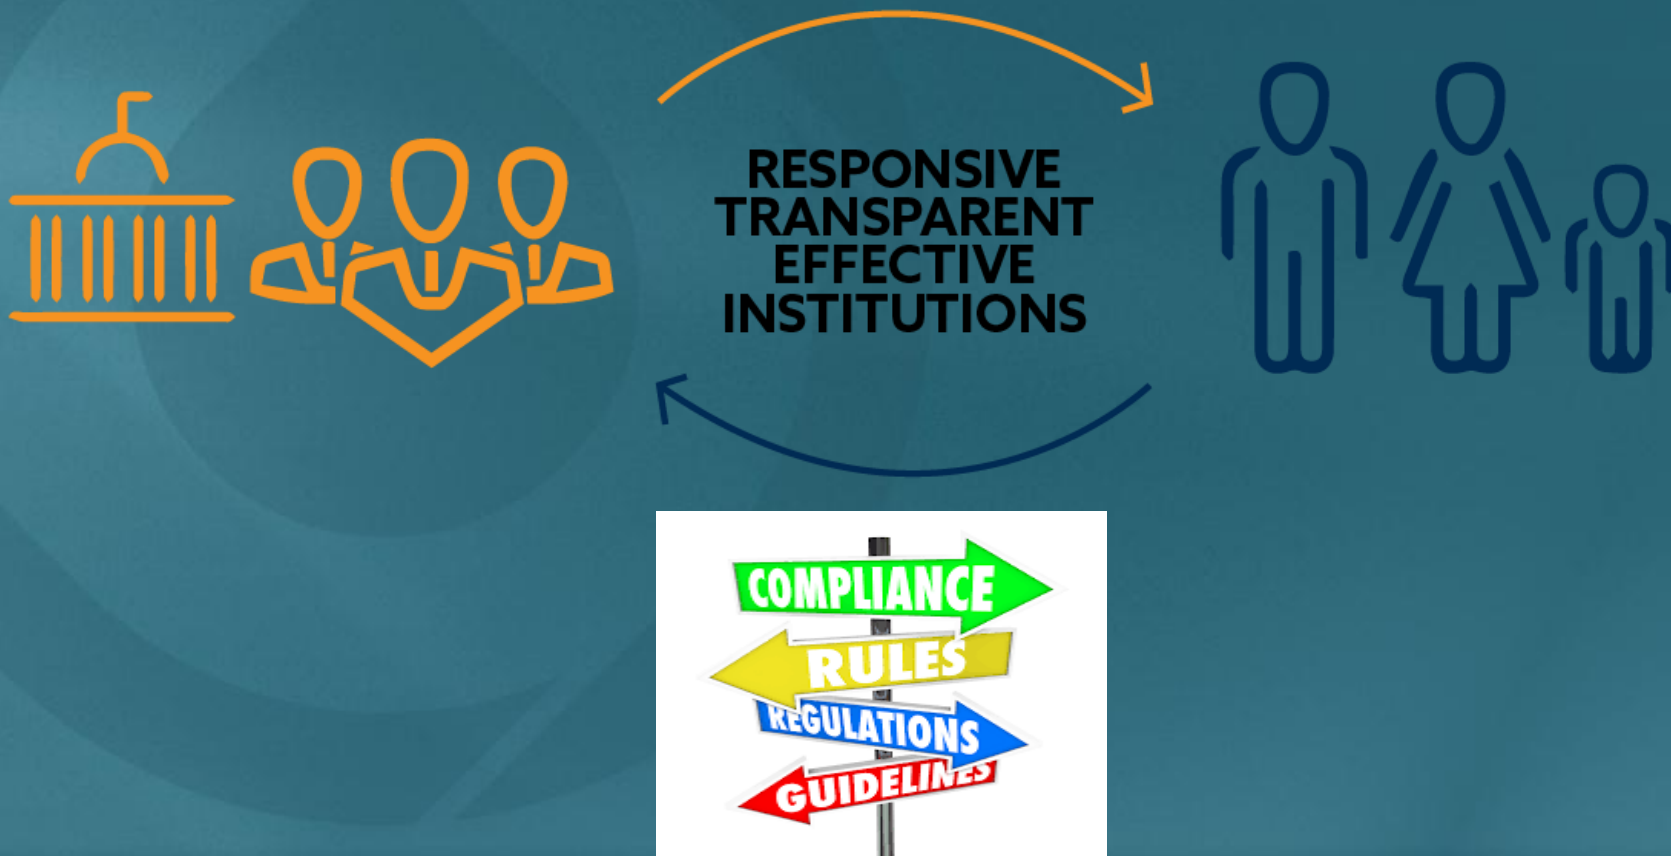 RESPONSIVE
TRANSPARENT
EFFECTIVE
INSTITUTIONS
COMPLIANCE
RULES
REGULATIONS
GUIDELINES